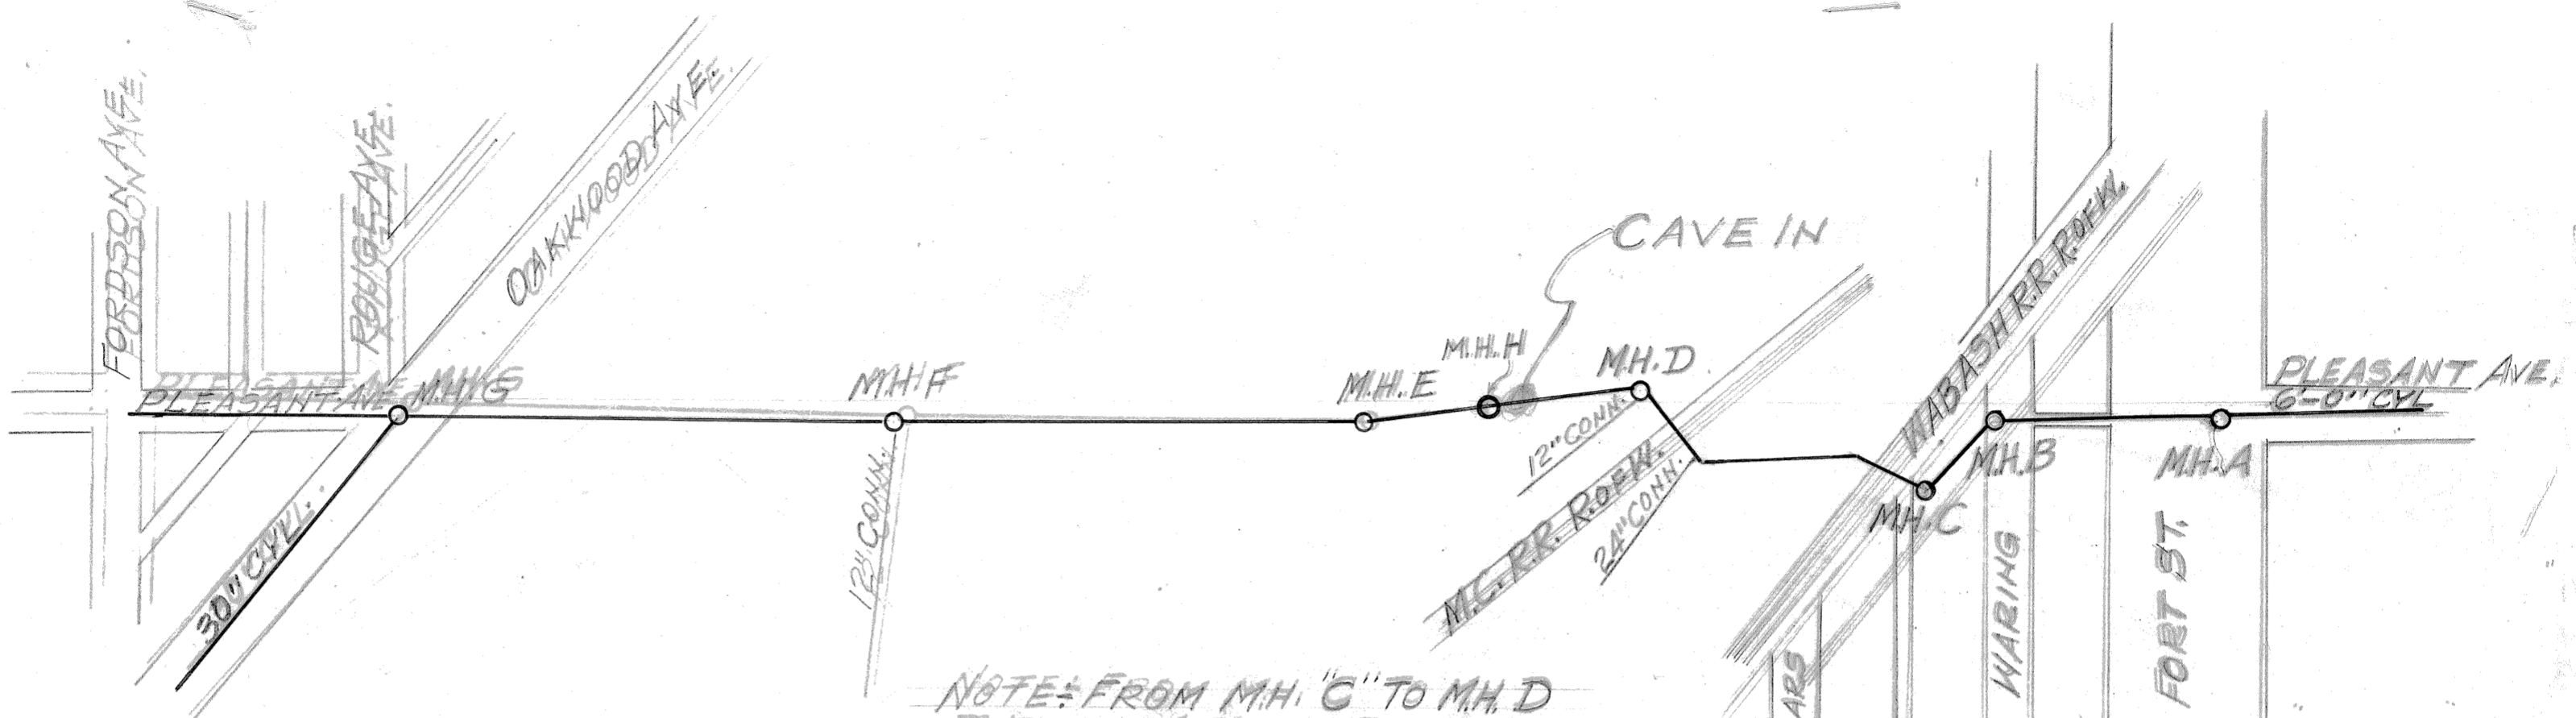 FORDSON AVE.
ROUGE AVE.
OAKWOOD AVE.
CAVE IN
WABASH R.R. R.OF W.
PLEASANT AVE. M.H.G
M.H.F
M.H.E
M.H.H
M.H.D
PLEASANT AVE.
6'-0" CYL
M.H.B
M.H.A
M.H.C
12" CONN.
12" CONN.
M.C. R.R. R.OF W.
24" CONN.
30" CYL.
WARING
FORT ST.
ARS
NOTE: FROM M.H. "C" TO M.H. D